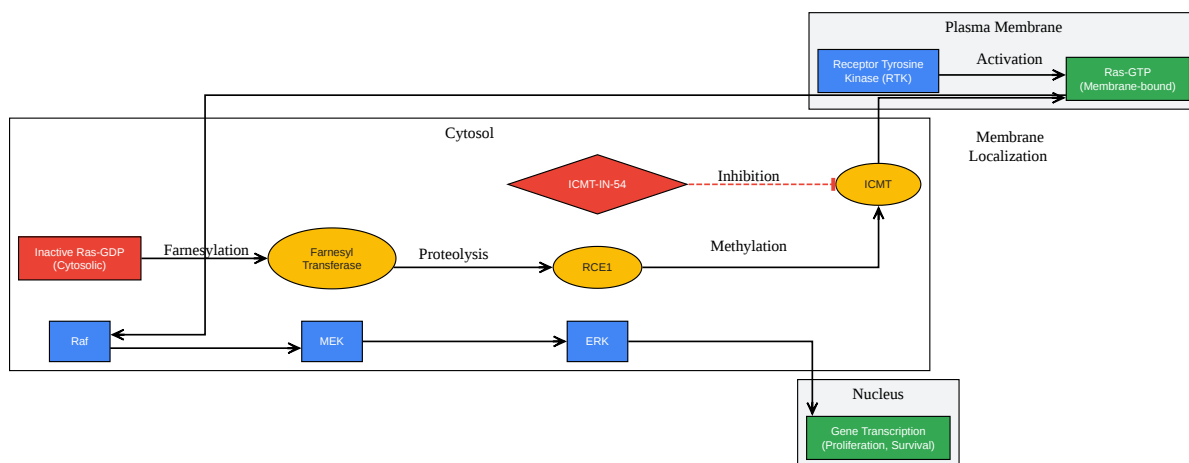 Plasma Membrane
Receptor Tyrosine
Kinase (RTK)
Activation
Ras-GTP
(Membrane-bound)
Cytosol
Membrane
Localization
ICMT-IN-54
Inhibition
ICMT
Inactive Ras-GDP
(Cytosolic)
Farnesylation
Farnesyl
Transferase
Proteolysis
RCE1
Methylation
Raf
MEK
ERK
Nucleus
Gene Transcription
(Proliferation, Survival)